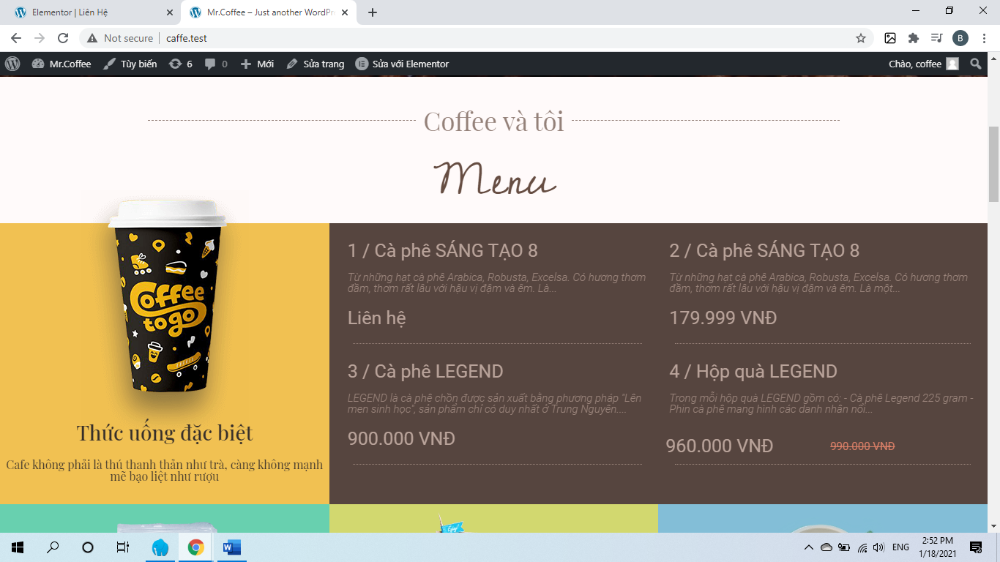 Elementor | Liên Hệ
Mr.Coffee – Just another WordPr
Not secure
caffe.test
B
Mr.Coffee
Tùy biến
6
0
Mới
Sửa trang
Sửa với Elementor
Chào, coffee
Coffee và tôi
Menu
Coffee
togo
Thức uống đặc biệt
Cafe không phải là thú thanh thản như trà, càng không mạnh
mẽ bạo liệt như rượu
1 / Cà phê SÁNG TẠO 8
Từ những hạt cà phê Arabica, Robusta, Excelsa. Có hương thơm
đầm, thơm rất lâu với hậu vị đậm và êm. Là...
Liên hệ
2 / Cà phê SÁNG TẠO 8
Từ những hạt cà phê Arabica, Robusta, Excelsa. Có hương thơm
đầm, thơm rất lâu với hậu vị đậm và êm. Là một...
179.999 VNĐ
3 / Cà phê LEGEND
LEGEND là cà phê chồn được sản xuất bằng phương pháp "Lên
men sinh học", sản phẩm chỉ có duy nhất ở Trung Nguyên....
900.000 VNĐ
4 / Hộp quà LEGEND
Trong mỗi hộp quà LEGEND gồm có: - Cà phê Legend 225 gram -
Phin cà phê mang hình các danh nhân nổi...
960.000 VNĐ
990.000 VNĐ
Enjoy
ENG
2:52 PM
1/18/2021